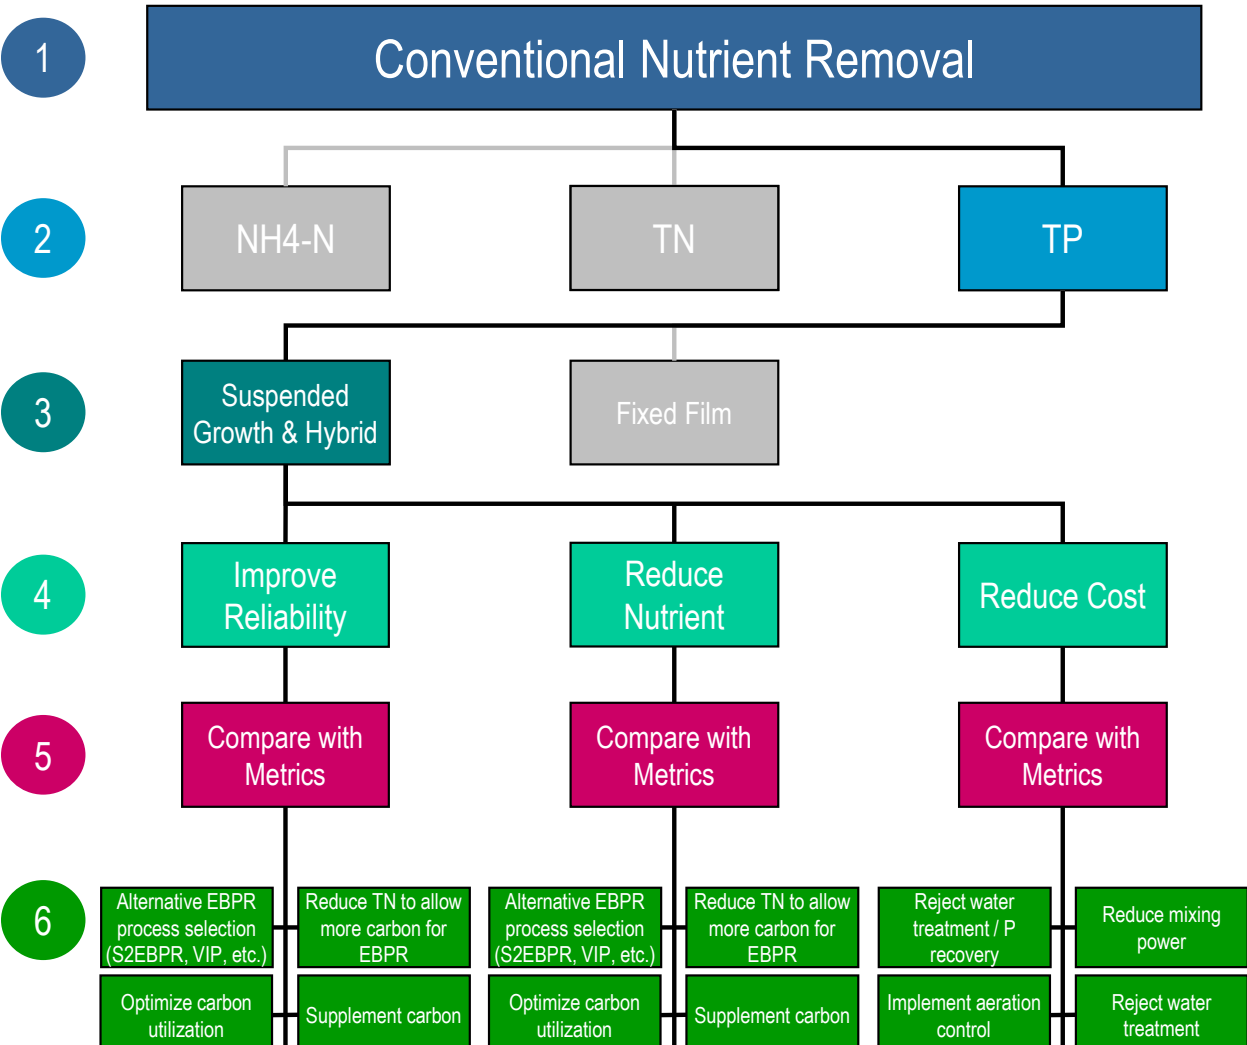 1
Conventional Nutrient Removal
2
NH4-N
TN
TP
3
Suspended
Growth & Hybrid
Fixed Film
4
Improve
Reliability
Reduce
Nutrient
Reduce Cost
5
Compare with
Metrics
Compare with
Metrics
Compare with
Metrics
6
Alternative EBPR
process selection
(S2EBPR, VIP, etc.)
Reduce TN to allow
more carbon for
EBPR
Alternative EBPR
process selection
(S2EBPR, VIP, etc.)
Reduce TN to allow
more carbon for
EBPR
Reject water
treatment / P
recovery
Reduce mixing
power
Optimize carbon
utilization
Supplement carbon
Optimize carbon
utilization
Supplement carbon
Implement aeration
control
Reject water
treatment